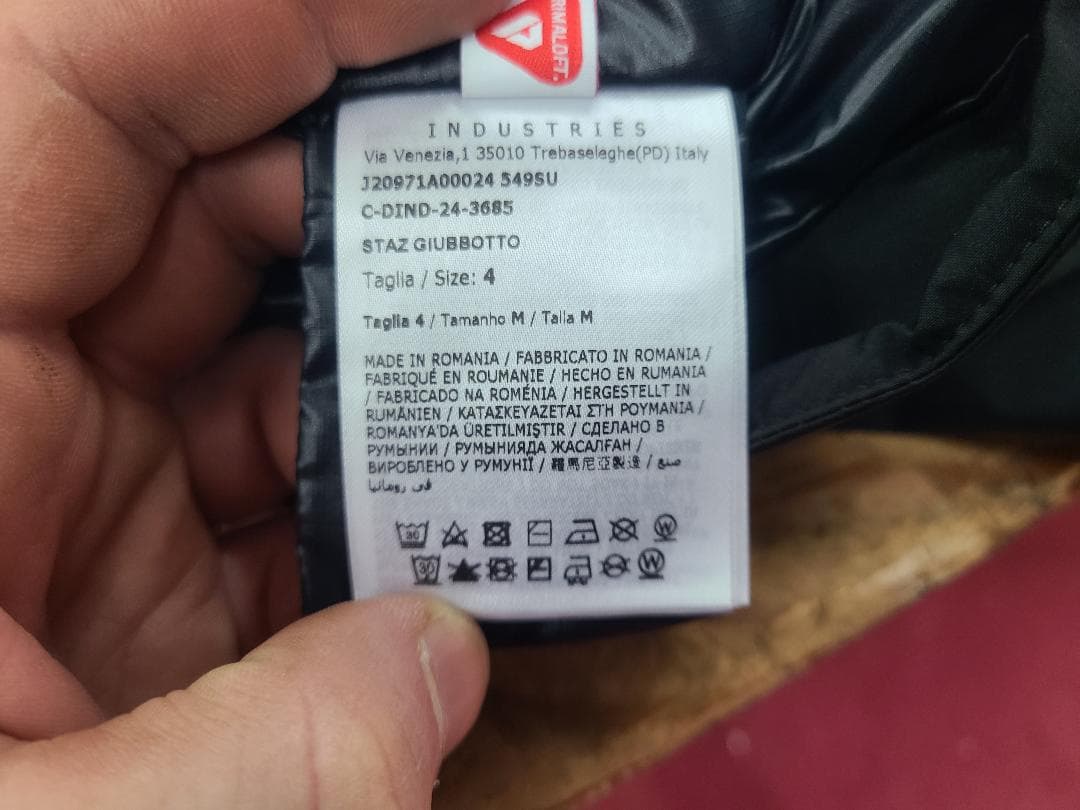 PRIMALOFT.
INDUSTRIES
Via Venezia,1 35010 Trebaseleghe(PD) Italy
J20971A00024 549SU
C-DIND-24-3685
STAZ GIUBBOTTO
Taglia / Size: 4
Taglia 4 / Tamanho M / Talla M
MADE IN ROMANIA / FABBRICATO IN ROMANIA /
FABRIQUÉ EN ROUMANIE / HECHO EN RUMANIA
/ FABRICADO NA ROMÉNIA / HERGESTELLT IN
RUMÄNIEN / ΚΑΤΑΣΚΕΥΑΖΕΤΑΙ ΣΤΗ ΡΟΥΜΑΝΙΑ /
ROMANYA'DA ÜRETILMIŞTIR / СДЕЛАНО В
РУМЫНИИ / РУМЫНИЯДА ЖАСАЛҒАН /
ВИРОБЛЕНО У РУМУНІЇ / 羅馬尼亞製造 / صنع
في رومانيا
30 W
30 W